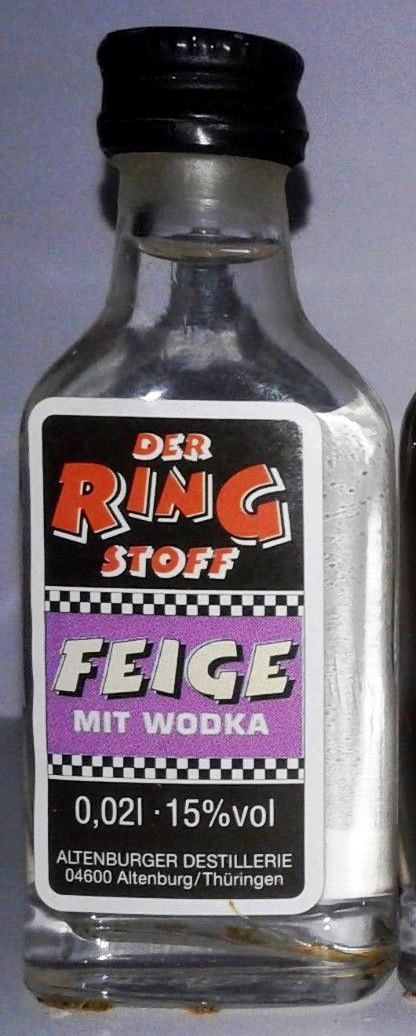 DER
RING
STOFF
FEIGE
MIT WODKA
0,02l · 15%vol
ALTENBURGER DESTILLERIE
04600 Altenburg/Thüringen